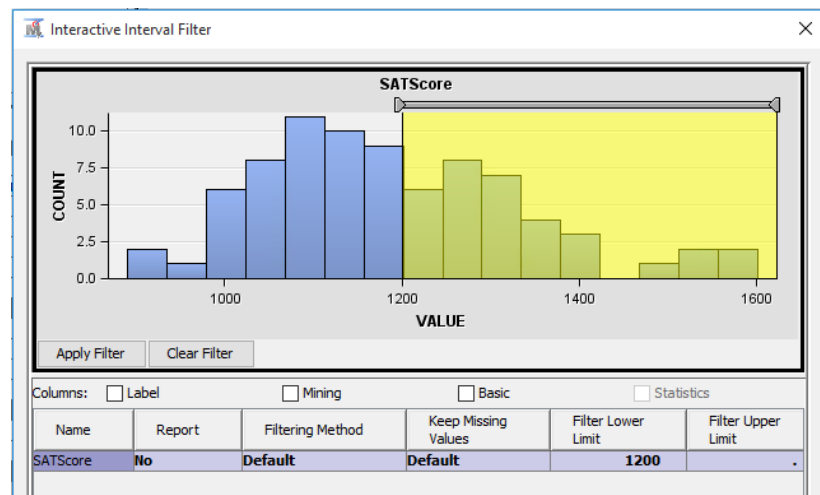 Interactive Interval Filter
SATScore
10.0
7.5
5.0
2.5
0.0
COUNT
1000 1200 1400 1600
VALUE
Apply Filter Clear Filter
Columns: Label Mining Basic Statistics
Name Report Filtering Method Keep Missing Values Filter Lower Limit Filter Upper Limit
SATScore No Default Default 1200 .